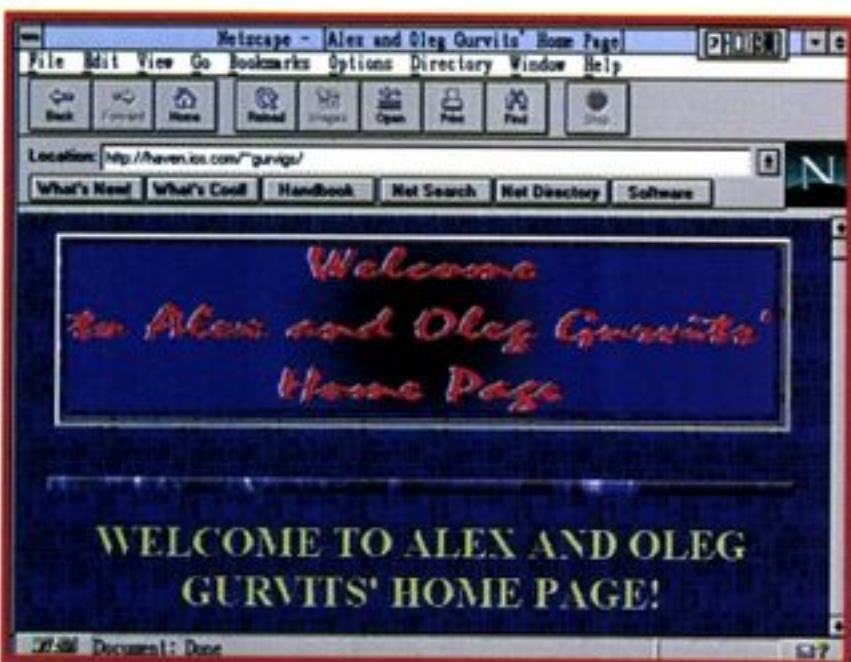 Netscape - [Alex and Oleg Gurvits' Home Page]
File Edit View Go Bookmarks Options Directory Window Help
Back Forward Home Reload Images Open Print Find Stop
Location: http://haven.ios.com/~gurvigs/
What's New! What's Cool! Handbook Net Search Net Directory Software
N
Welcome
to Alex and Oleg Gurvits'
Home Page
WELCOME TO ALEX AND OLEG
GURVITS' HOME PAGE!
Document: Done